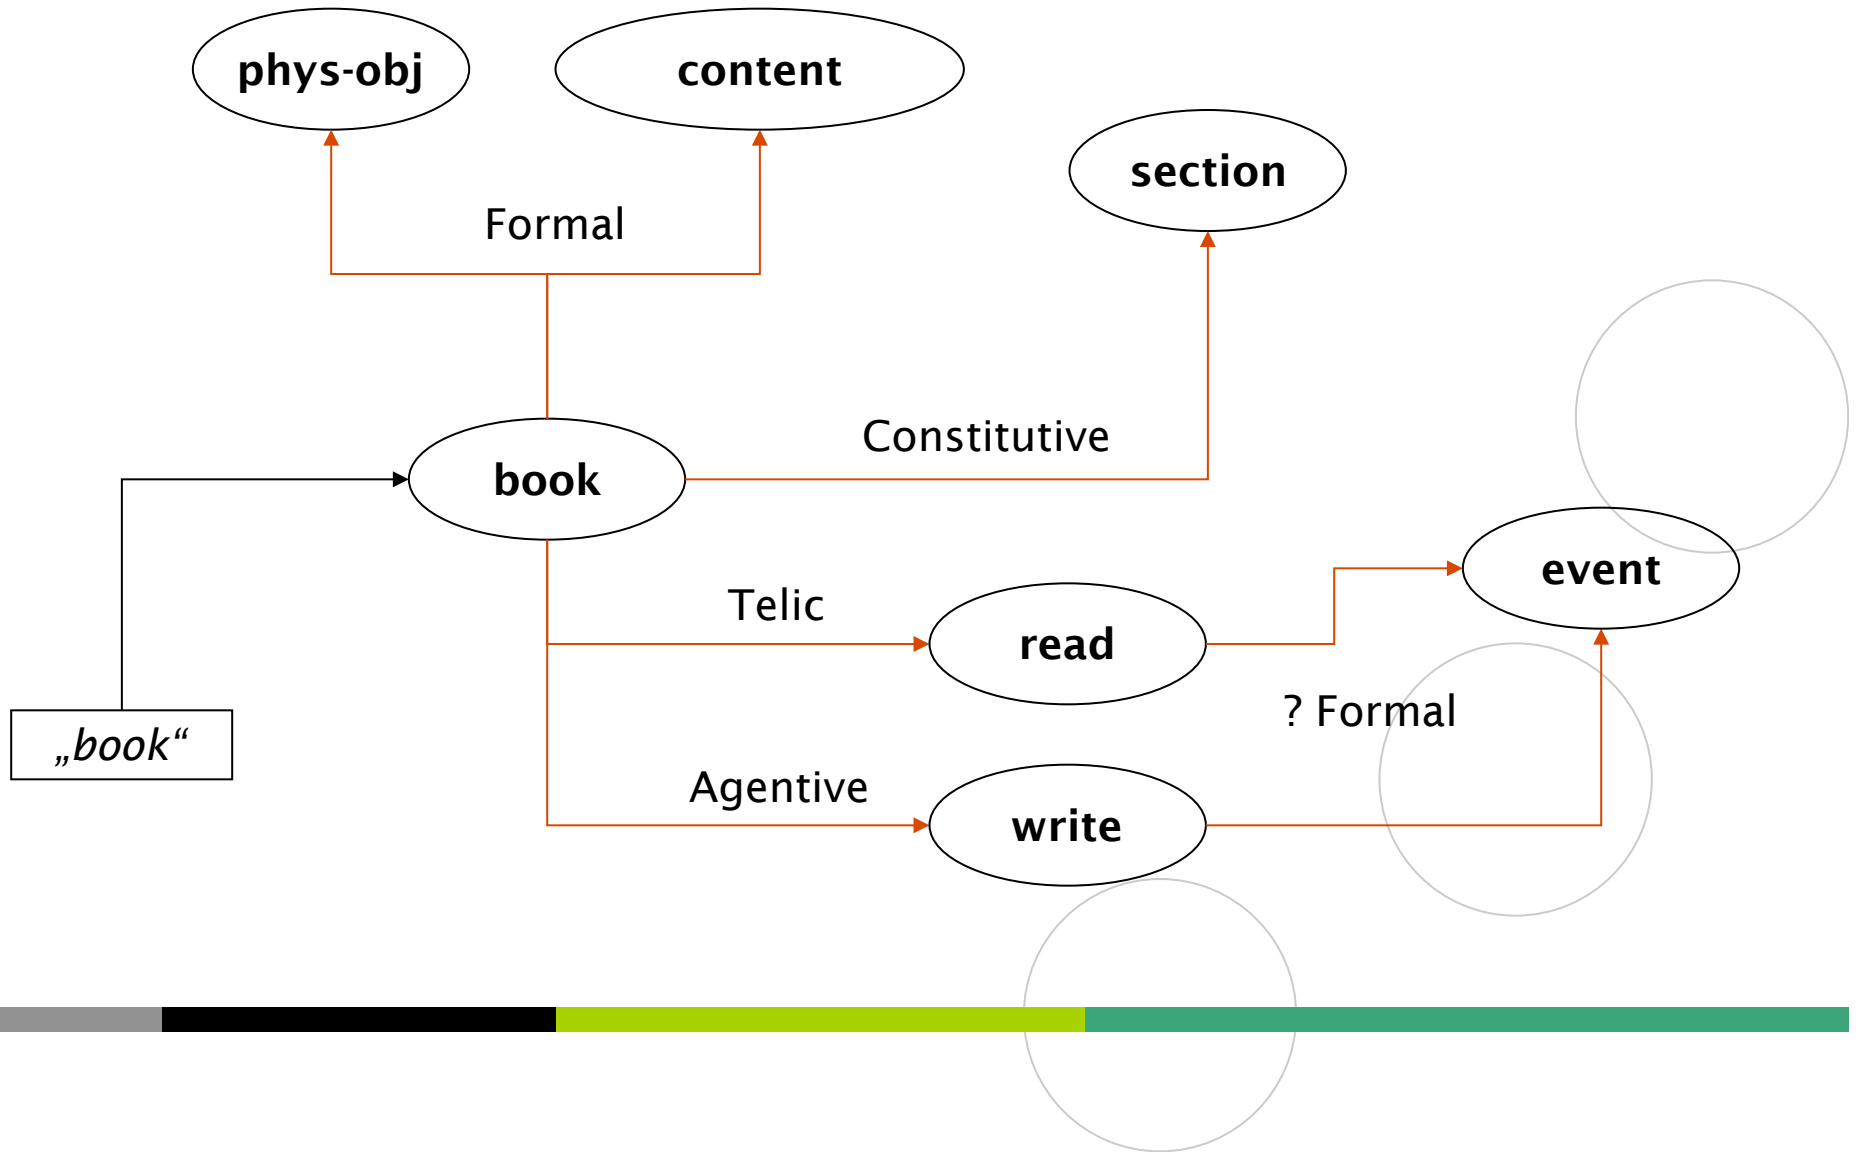 phys-obj
content
section
Formal
Constitutive
book
event
Telic
read
? Formal
„book“
Agentive
write